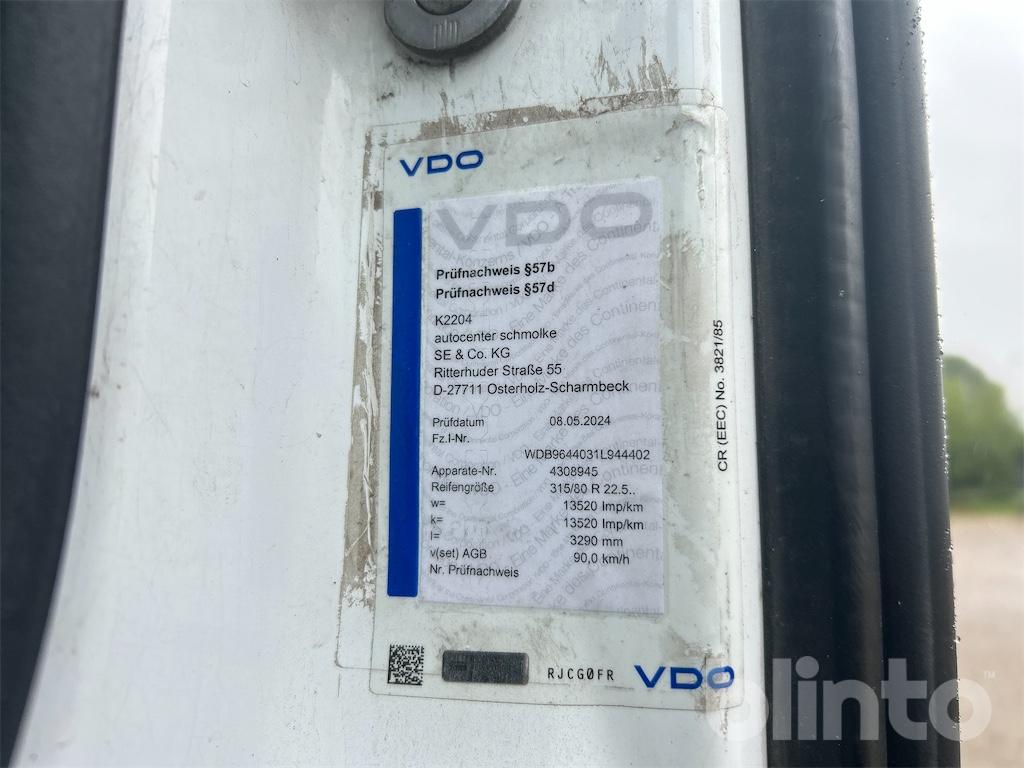 VDO
VDO
Prüfnachweis §57b
Prüfnachweis §57d
K2204
autocenter schmolke
SE & Co. KG
Ritterhuder Straße 55
D-27711 Osterholz-Scharmbeck
Prüfdatum 08.05.2024
Fz.I-Nr.
WDB9644031L944402
Apparate-Nr. 4308945
Reifengröße 315/80 R 22.5..
w= 13520 Imp/km
k= 13520 Imp/km
l= 3290 mm
v(set) AGB 90,0 km/h
Nr. Prüfnachweis
CR (EEC) No. 3821/85
RJCG0FR
VDO
olinto